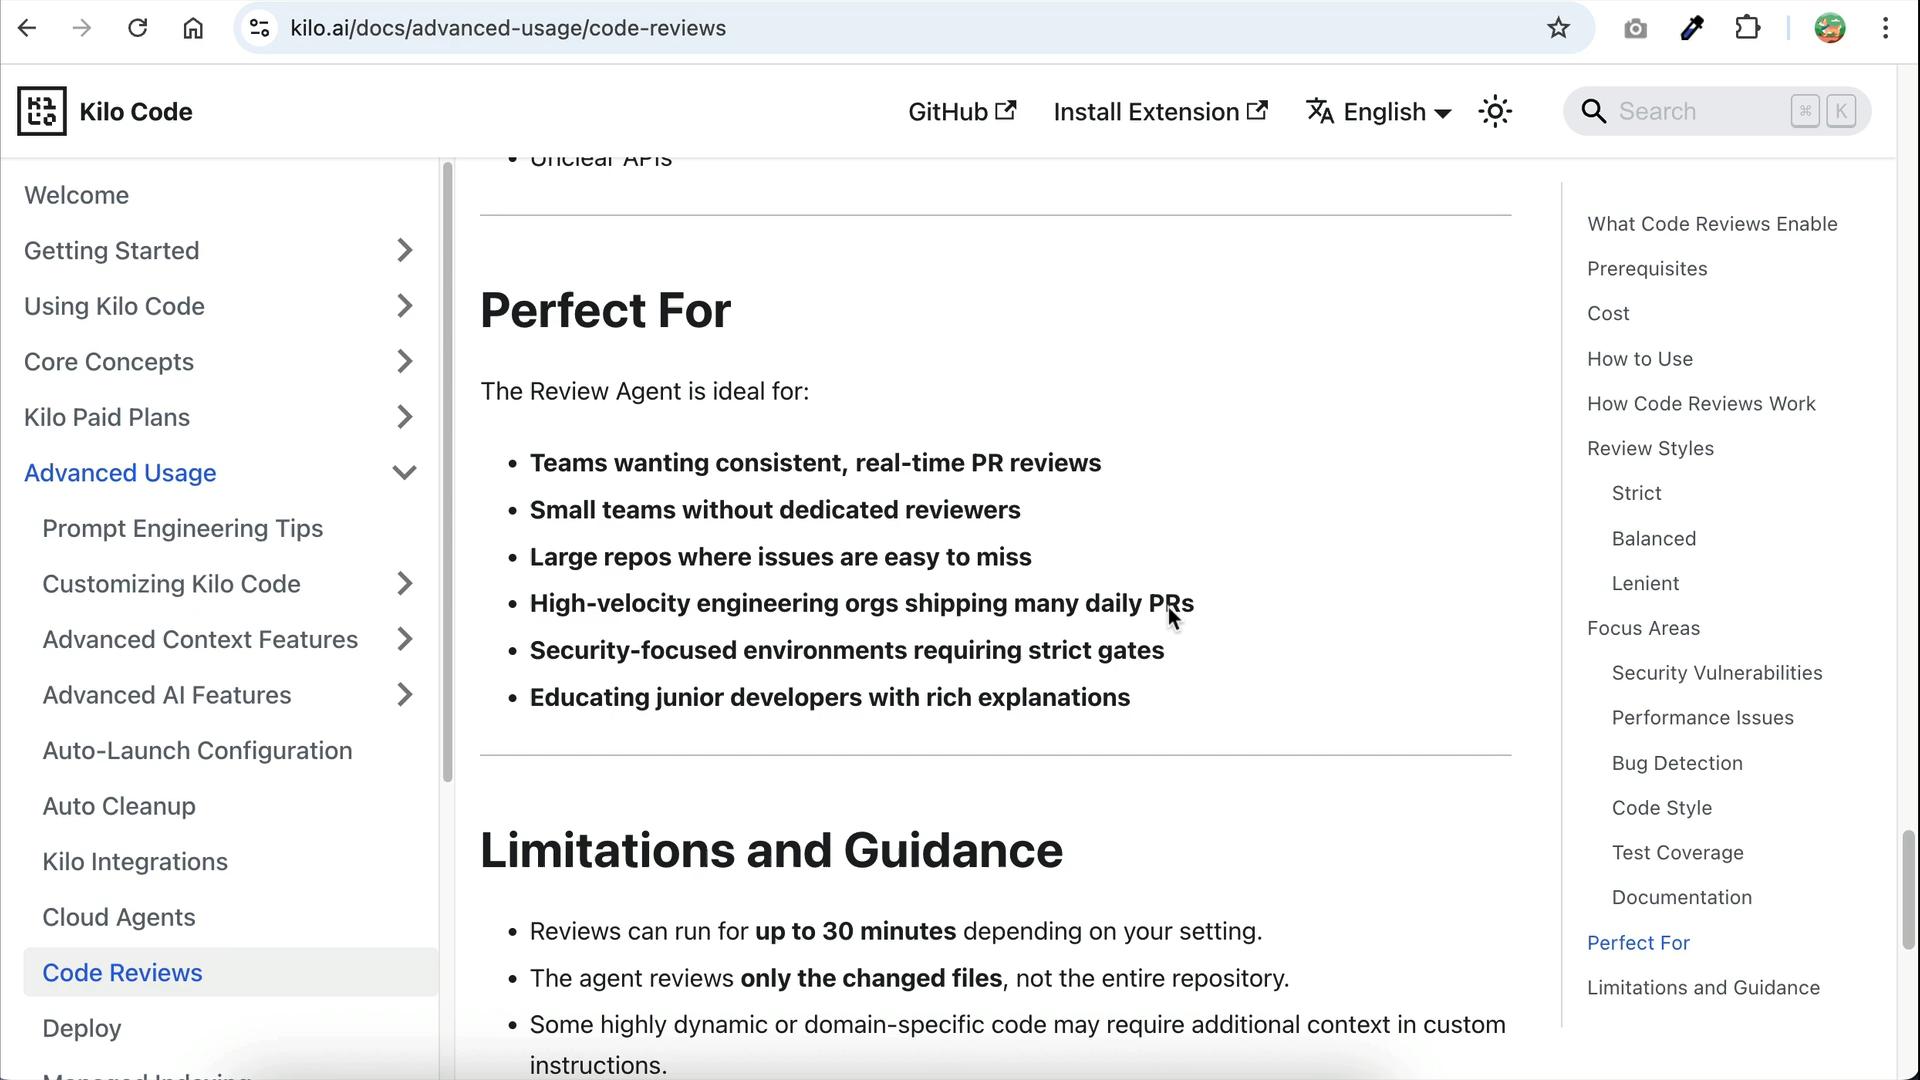 kilo.ai/docs/advanced-usage/code-reviews
Kilo Code
GitHub
Install Extension
English
Search
⌘ K
Welcome
Getting Started
Using Kilo Code
Core Concepts
Kilo Paid Plans
Advanced Usage
Prompt Engineering Tips
Customizing Kilo Code
Advanced Context Features
Advanced AI Features
Auto-Launch Configuration
Auto Cleanup
Kilo Integrations
Cloud Agents
Code Reviews
Deploy
Managed Indexing
• Unclear APIs
Perfect For
The Review Agent is ideal for:
• Teams wanting consistent, real-time PR reviews
• Small teams without dedicated reviewers
• Large repos where issues are easy to miss
• High-velocity engineering orgs shipping many daily PRs
• Security-focused environments requiring strict gates
• Educating junior developers with rich explanations
Limitations and Guidance
• Reviews can run for up to 30 minutes depending on your setting.
• The agent reviews only the changed files, not the entire repository.
• Some highly dynamic or domain-specific code may require additional context in custom
instructions.
What Code Reviews Enable
Prerequisites
Cost
How to Use
How Code Reviews Work
Review Styles
Strict
Balanced
Lenient
Focus Areas
Security Vulnerabilities
Performance Issues
Bug Detection
Code Style
Test Coverage
Documentation
Perfect For
Limitations and Guidance